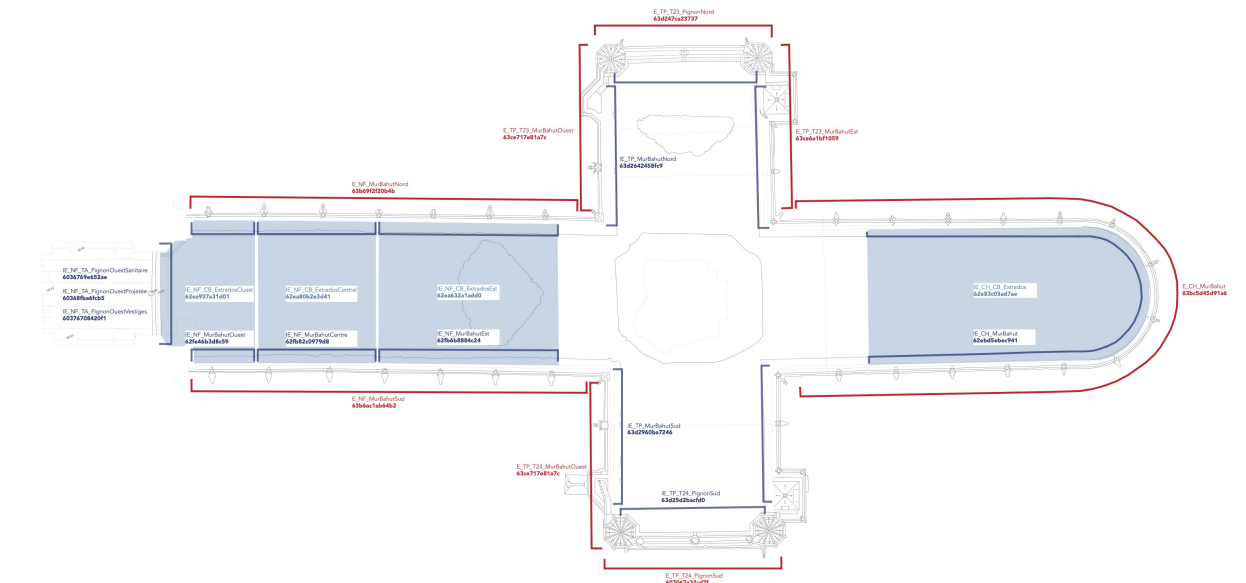 E_TP_T23_PignonNord
63d247ca23737
E_TP_T23_MurBahutOuest
63ce717e81a7c
E_TP_T23_MurBahutEst
63ce6a1bf1059
IE_TP_MurBahutNord
63d2642458fc9
E_NF_MurBahutNord
63b69f2f20b4b
IE_NF_TA_PignonOuestSanitaire
6036769e652ae
IE_NF_TA_PignonOuestProjetée
60368fba6fcb5
IE_NF_TA_PignonOuestVestiges
60376708420f1
IE_NF_CB_ExtradosOuest
62ea937a31d01
IE_NF_CB_ExtradosCentral
62ea80b2e3d41
IE_NF_CB_ExtradosEst
62ea632a1add0
IE_CH_CB_Extrados
62e83c03ad7ae
E_CH_MurBahut
63bc5d45d91a6
IE_NF_MurBahutOuest
62fe46b3d8c59
IE_NF_MurBahutCentre
62fb82c0979d8
IE_NF_MurBahutEst
62fb6b8884c24
IE_CH_MurBahut
62ebd5ebec941
E_NF_MurBahutSud
63b6ac1ab64b2
IE_TP_MurBahutSud
63d2960ba7246
E_TP_T24_MurBahutOuest
63ce717e81a7c
IE_TP_T24_PignonSud
63d25d2bacfd0
E_TP_T24_PignonSud